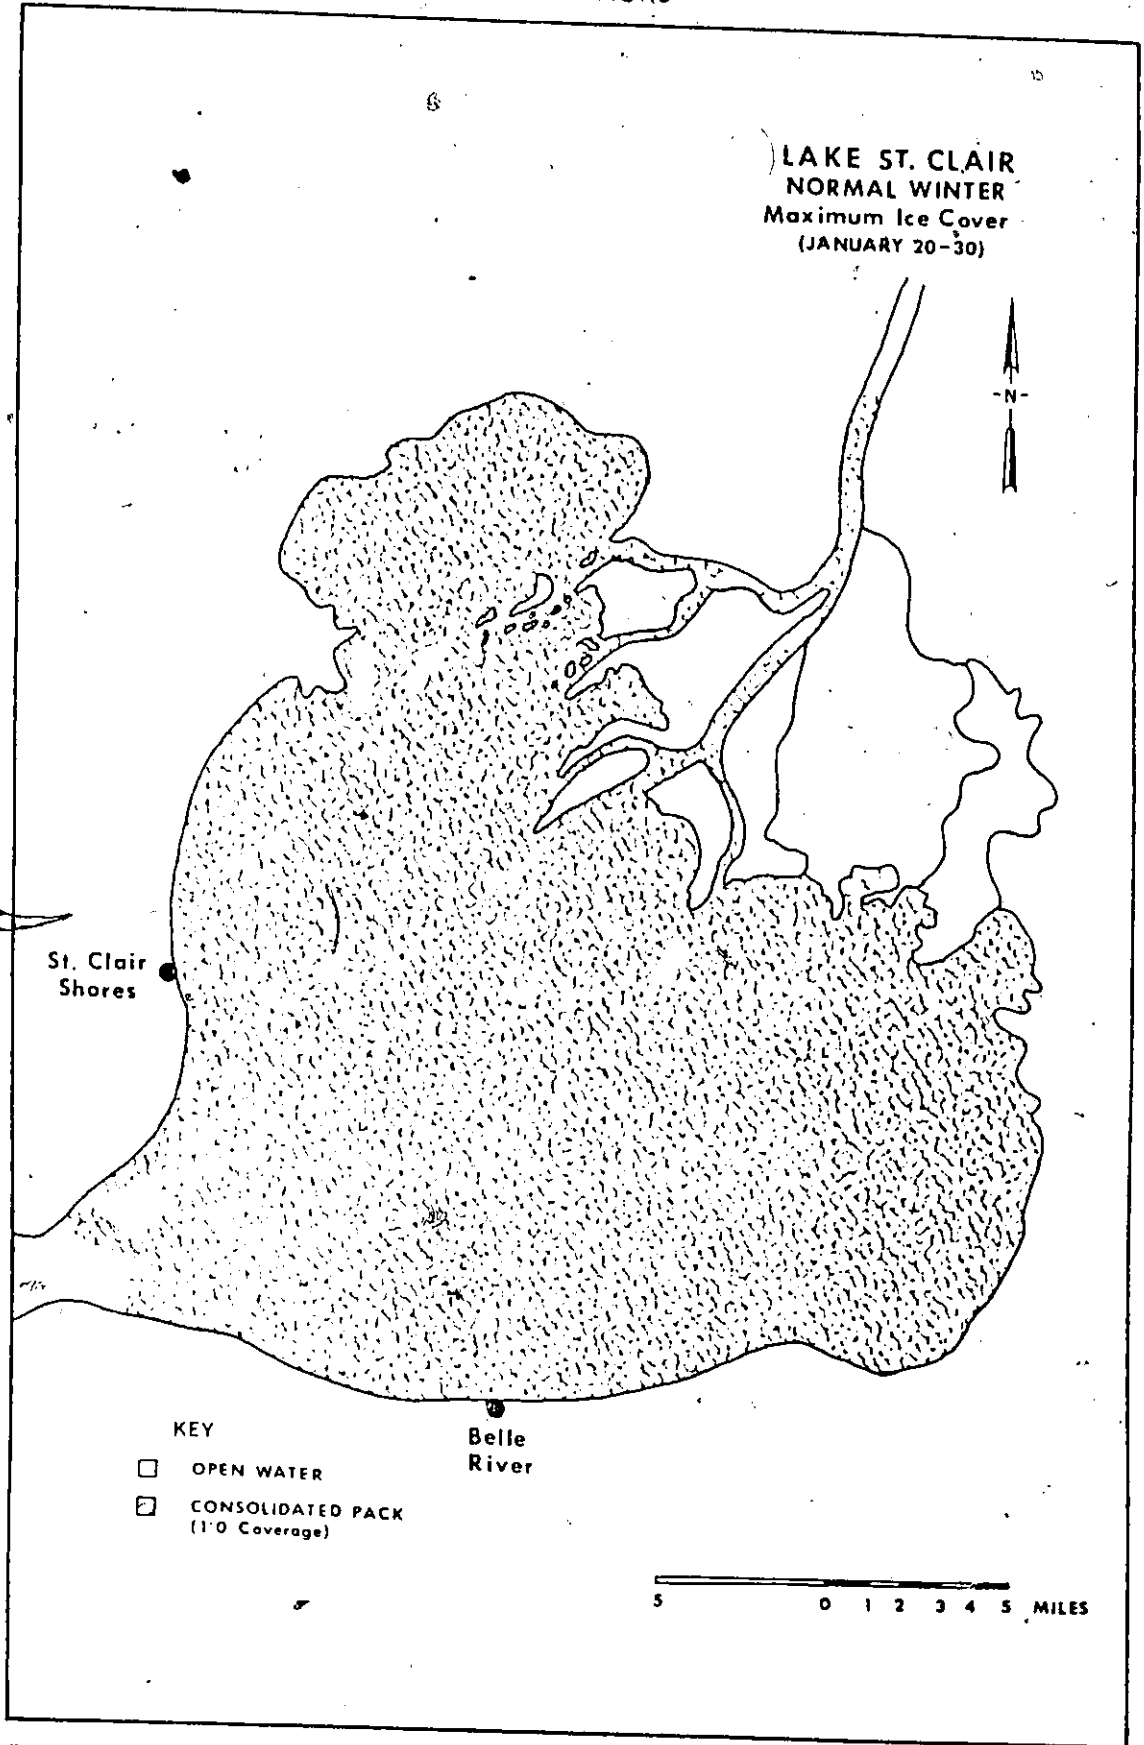 LAKE ST. CLAIR
NORMAL WINTER
Maximum Ice Cover
(JANUARY 20-30)
-N-
St. Clair
Shores
Belle
River
KEY
OPEN WATER
CONSOLIDATED PACK
(1.0 Coverage)
5 0 1 2 3 4 5 MILES